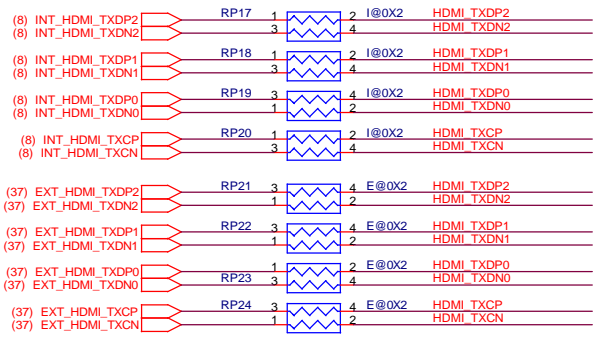 (8) INT_HDMI_TXDP2 RP17 1 2 I@0X2 HDMI_TXDP2
(8) INT_HDMI_TXDN2 3 4 HDMI_TXDN2
(8) INT_HDMI_TXDP1 RP18 1 2 I@0X2 HDMI_TXDP1
(8) INT_HDMI_TXDN1 3 4 HDMI_TXDN1
(8) INT_HDMI_TXDP0 RP19 3 4 I@0X2 HDMI_TXDP0
(8) INT_HDMI_TXDN0 1 2 HDMI_TXDN0
(8) INT_HDMI_TXCP RP20 1 2 I@0X2 HDMI_TXCP
(8) INT_HDMI_TXCN 3 4 HDMI_TXCN
(37) EXT_HDMI_TXDP2 RP21 3 4 E@0X2 HDMI_TXDP2
(37) EXT_HDMI_TXDN2 1 2 HDMI_TXDN2
(37) EXT_HDMI_TXDP1 RP22 3 4 E@0X2 HDMI_TXDP1
(37) EXT_HDMI_TXDN1 1 2 HDMI_TXDN1
(37) EXT_HDMI_TXDP0 1 2 E@0X2 HDMI_TXDP0
(37) EXT_HDMI_TXDN0 RP23 3 4 HDMI_TXDN0
(37) EXT_HDMI_TXCP RP24 3 4 E@0X2 HDMI_TXCP
(37) EXT_HDMI_TXCN 1 2 HDMI_TXCN